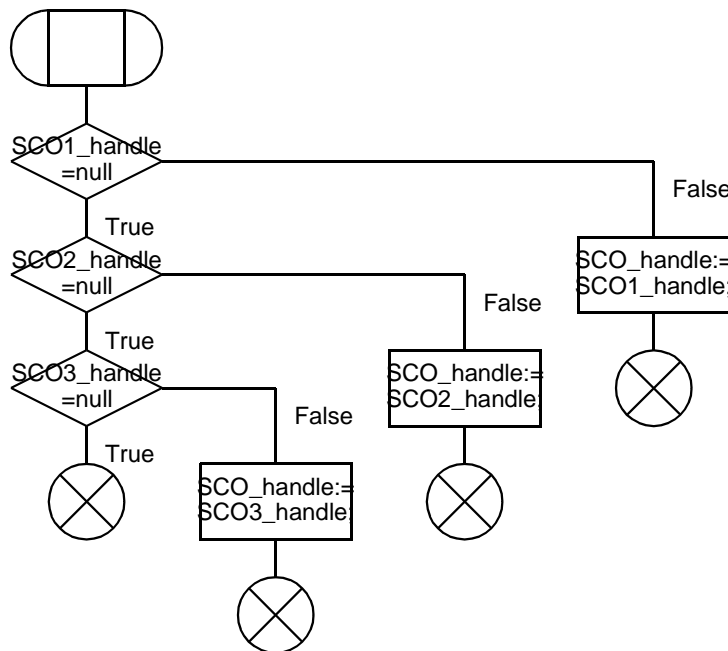 SCO1_handle
=null
False
True
SCO_handle:=
SCO1_handle;
SCO2_handle
=null
False
True
SCO_handle:=
SCO2_handle;
SCO3_handle
=null
False
True
SCO_handle:=
SCO3_handle;